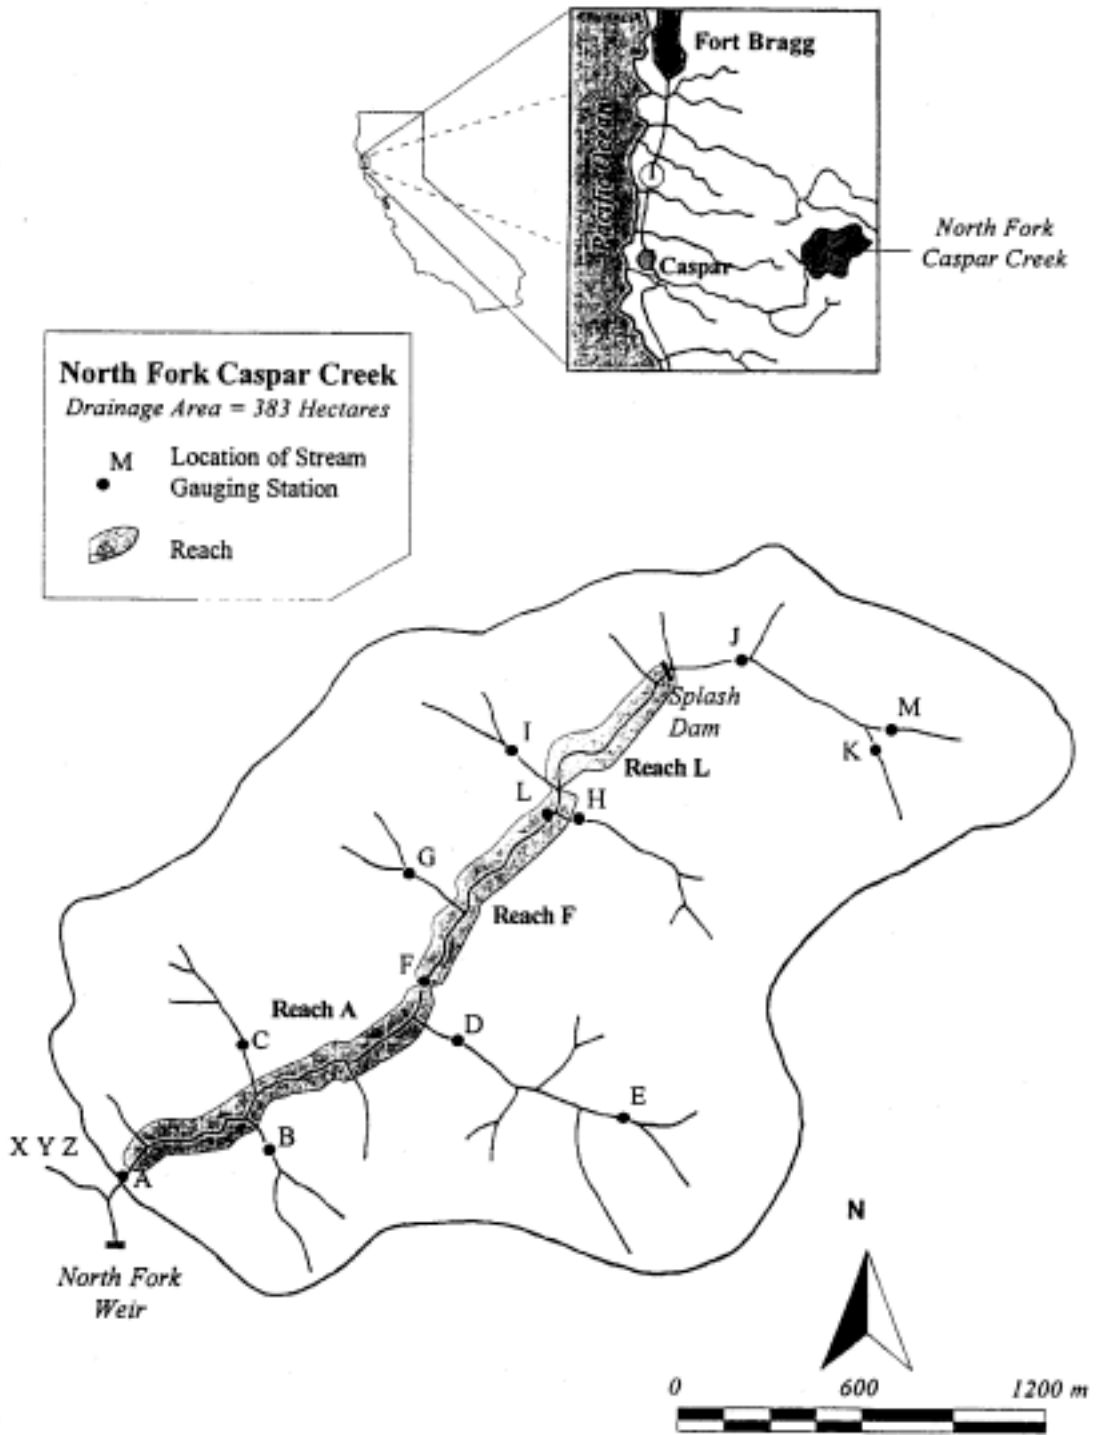 Fort Bragg
Pacific Ocean
North Fork
Caspar Creek
Caspar
North Fork Caspar Creek
Drainage Area = 383 Hectares
M
Location of Stream
Gauging Station
Reach
J
Splash
Dam
M
I
K
Reach L
L
H
G
Reach F
F
Reach A
D
C
E
B
X Y Z
A
N
North Fork
Weir
0
600
1200 m